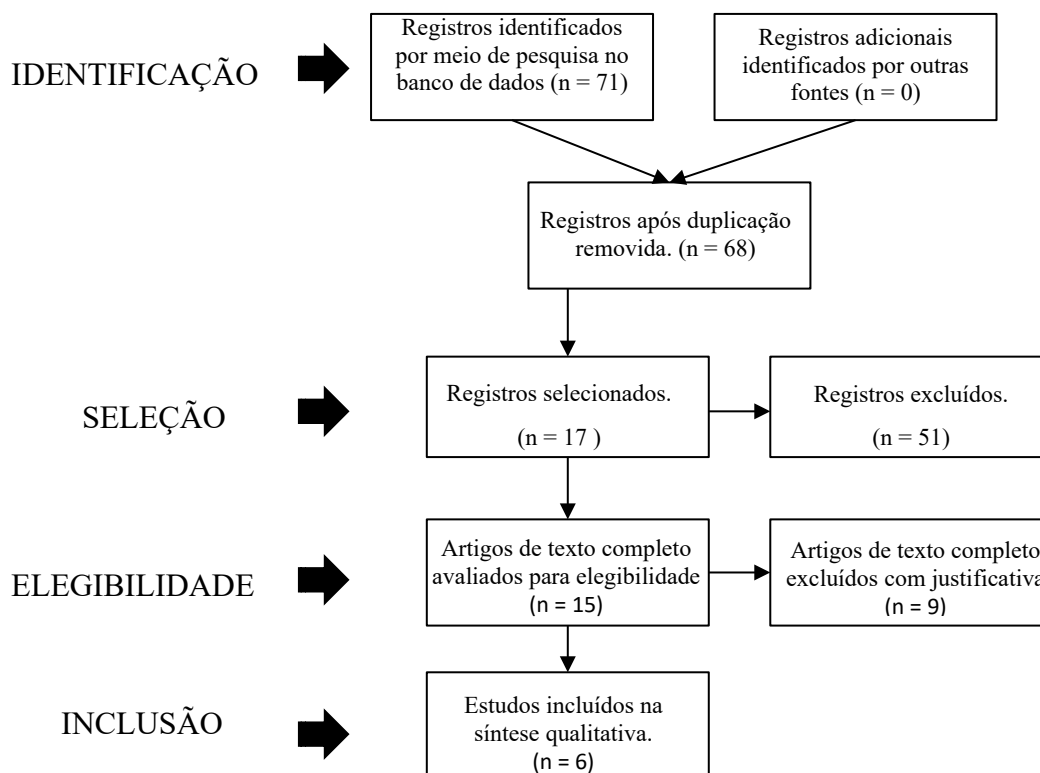 IDENTIFICAÇÃO
Registros identificados
por meio de pesquisa no
banco de dados (n = 71)
Registros adicionais
identificados por outras
fontes (n = 0)
Registros após duplicação
removida. (n = 68)
SELEÇÃO
Registros selecionados.
(n = 17 )
Registros excluídos.
(n = 51)
ELEGIBILIDADE
Artigos de texto completo
avaliados para elegibilidade
(n = 15)
Artigos de texto completo
excluídos com justificativa
(n = 9)
INCLUSÃO
Estudos incluídos na
síntese qualitativa.
(n = 6)